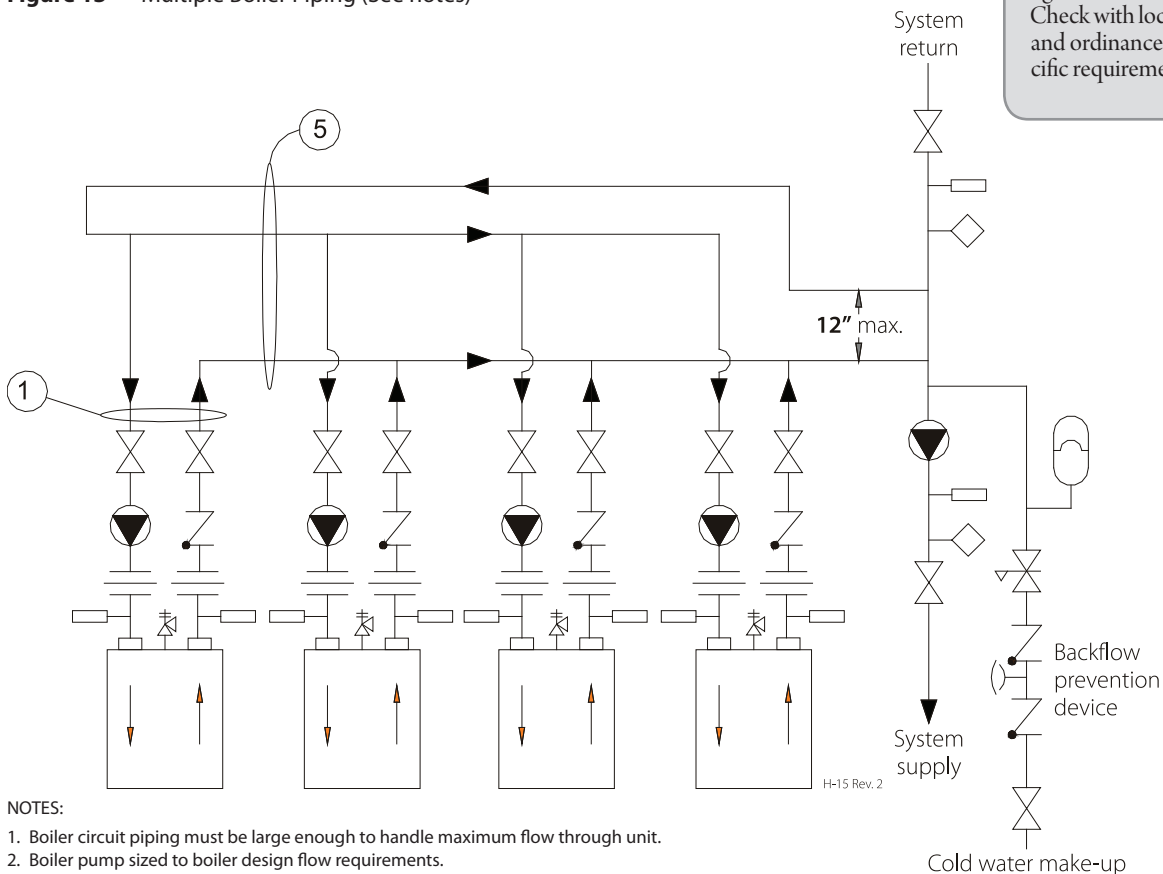 Figure 15 Multiple Boiler Piping (See notes)
System
return
Check with loc
and ordinance
cific requireme
5
12" max.
1
Backflow
prevention
device
System
supply
H-15 Rev. 2
NOTES:
1. Boiler circuit piping must be large enough to handle maximum flow through unit.
2. Boiler pump sized to boiler design flow requirements.
Cold water make-up